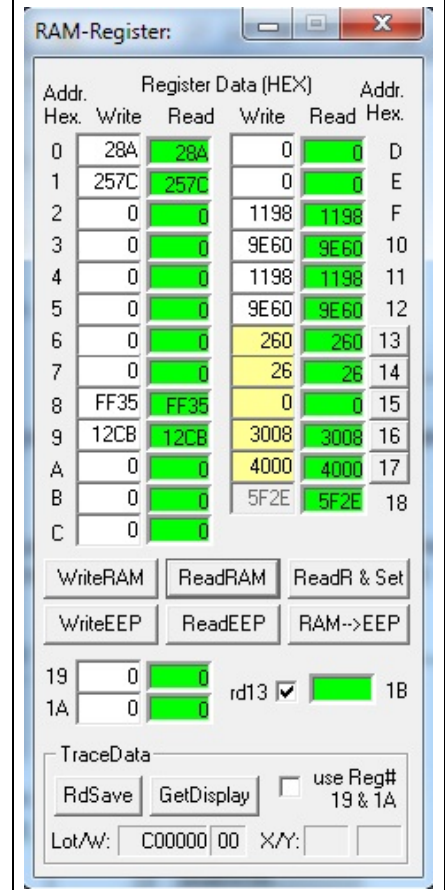 RAM-Register:
Addr. Register Data (HEX) Addr.
Hex. Write Read Write Read Hex.
0 28A 28A 0 0 D
1 257C 257C 0 0 E
2 0 0 1198 1198 F
3 0 0 9E60 9E60 10
4 0 0 1198 1198 11
5 0 0 9E60 9E60 12
6 0 0 260 260 13
7 0 0 26 26 14
8 FF35 FF35 0 0 15
9 12CB 12CB 3008 3008 16
A 0 0 4000 4000 17
B 0 0 5F2E 5F2E 18
C 0 0
WriteRAM ReadRAM ReadR & Set
WriteEEP ReadEEP RAM-->EEP
19 0 0 rd13 1B
1A 0 0
TraceData
RdSave GetDisplay use Reg# 
19 & 1A
Lot/W: C00000 00 X/Y: